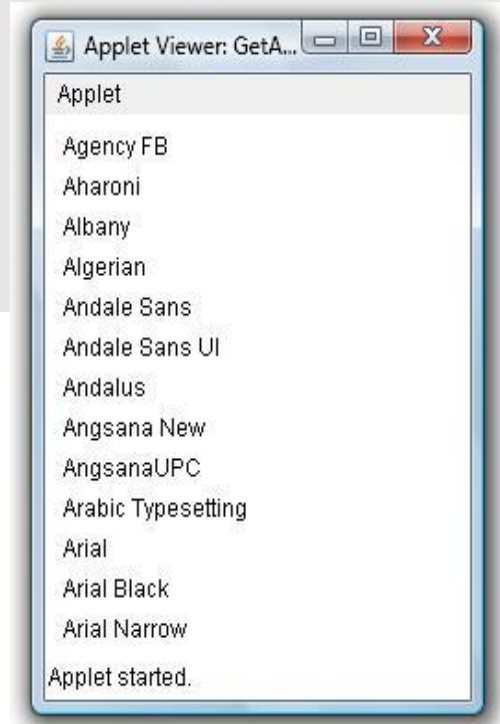 Applet Viewer: GetA...
Applet
Agency FB
Aharoni
Albany
Algerian
Andale Sans
Andale Sans UI
Andalus
Angsana New
AngsanaUPC
Arabic Typesetting
Arial
Arial Black
Arial Narrow
Applet started.